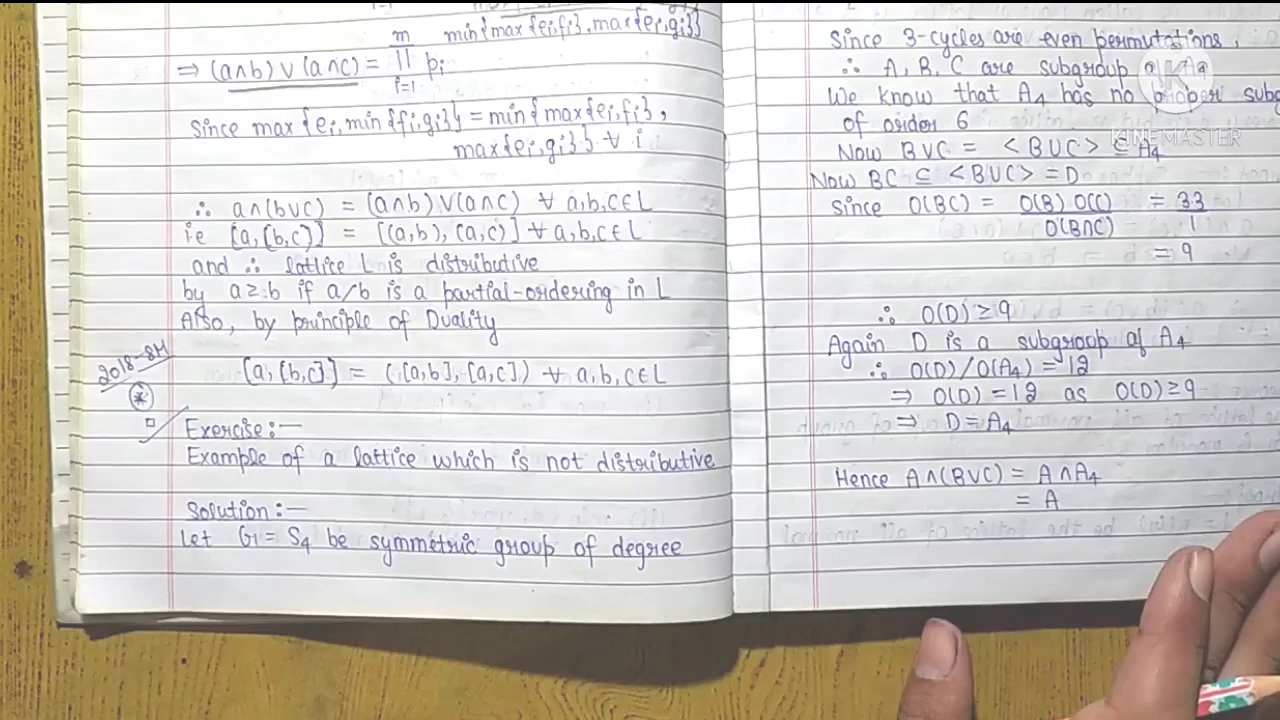 min{max{ei,fi}, max{ei,gi}}
m
⇒ (a∩b) ∨ (a∩c) = ∏ pi
i=1
Since max {ei, min{fi,gi}} = min{max{ei,fi},
max{ei,gi}} ∀ i
∴ a∩(b∪c) = (a∩b)∨(a∩c) ∀ a,b,c∈L
ie [a,(b,c)] = [(a,b), (a,c)] ∀ a,b,c∈L
and ∴ lattice L is distributive
by a≥b if a/b is a partial-ordering in L
Also, by principle of Duality
2018-8M
(a,[b,c]) = ([a,b], [a,c]) ∀ a,b,c∈L
Exercise:—
Example of a lattice which is not distributive
Solution:—
Let G = S4 be symmetric group of degree
Since 3-cycles are even permutations,
∴ A, B, C are subgroup
We know that A4 has no proper subg
of order 6
KINEMASTER
Now B∪C = <B∪C> ⊆ A4
Now BC ⊆ <B∪C> = D
Since O(BC) = O(B) O(C) = 3.3
O(B∩C) 1
= 9
∴ O(D) ≥ 9
Again D is a subgroup of A4
∴ O(D)/O(A4) = 12
⇒ O(D) = 12 as O(D) ≥ 9
⇒ D = A4
Hence A∩(B∪C) = A∩A4
= A